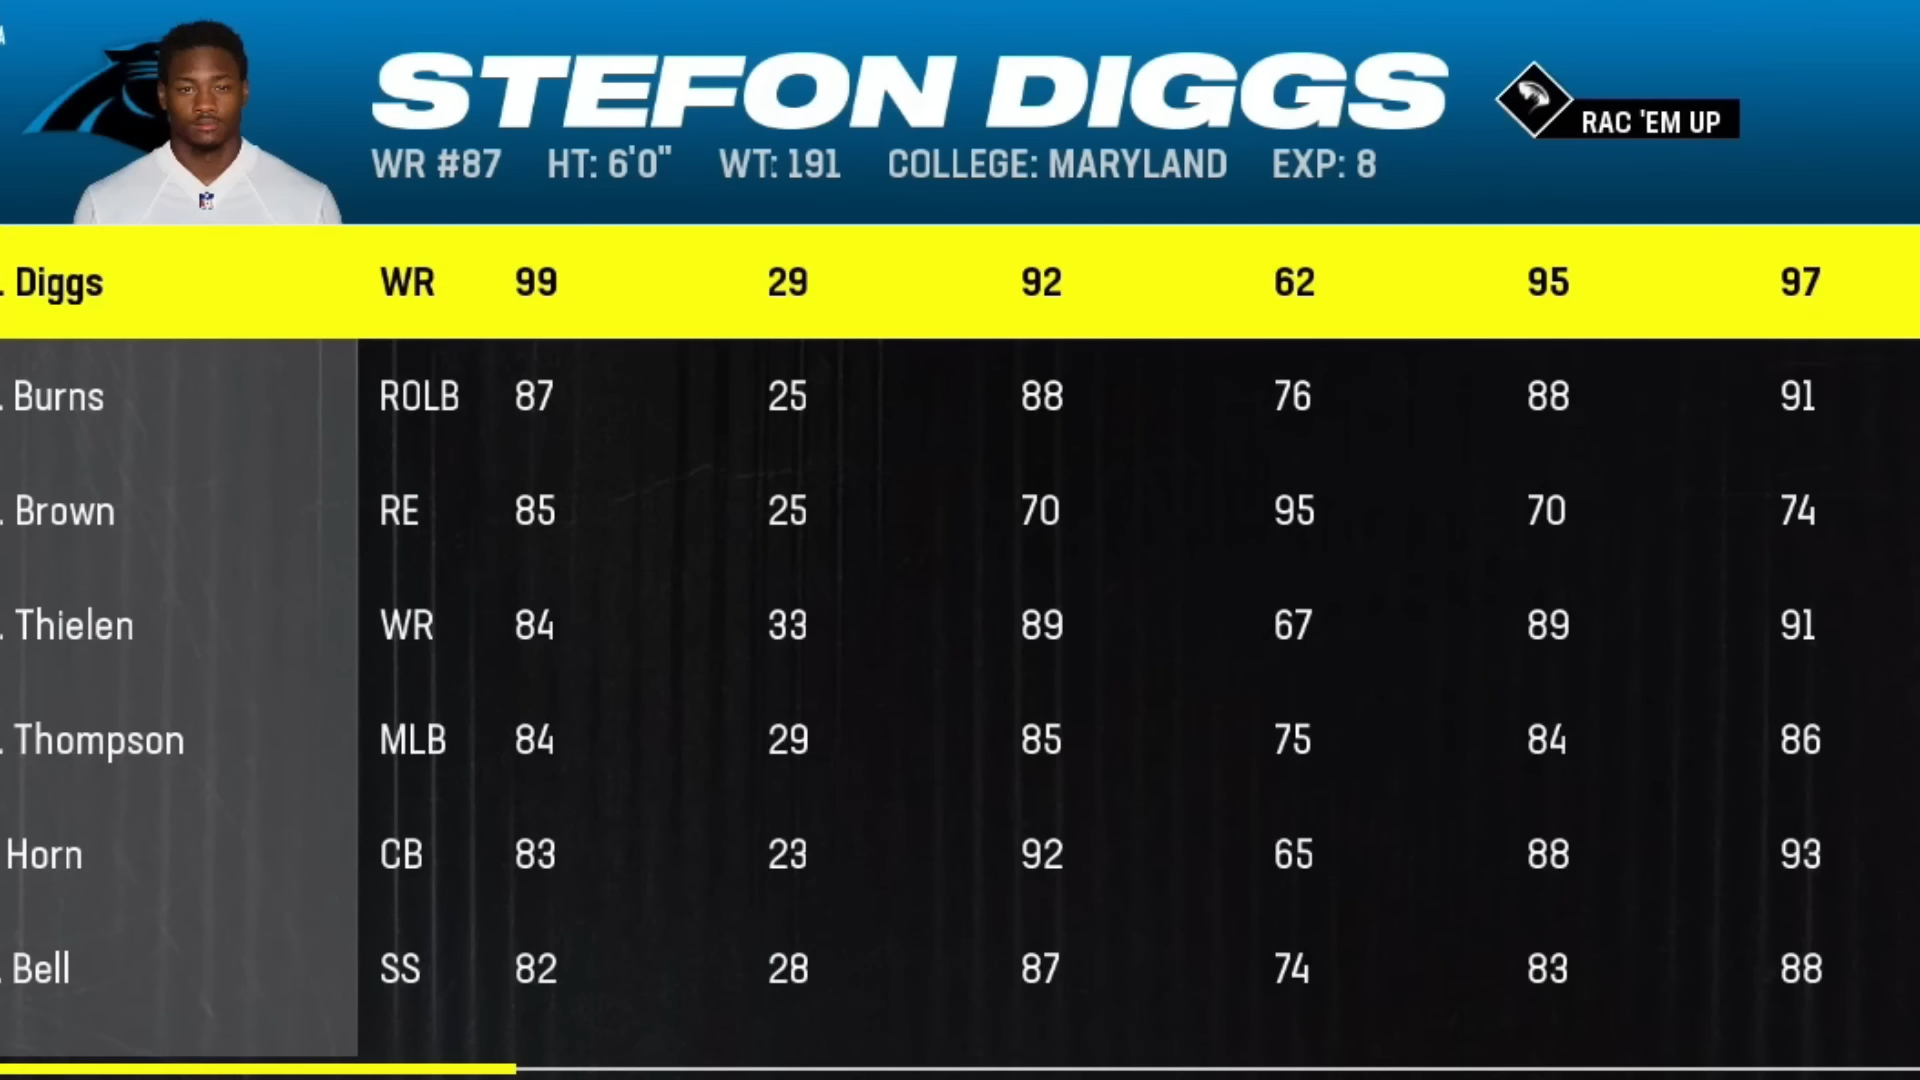 A
STEFON DIGGS
RAC 'EM UP
WR #87 HT: 6'0" WT: 191 COLLEGE: MARYLAND EXP: 8
. Diggs WR 99 29 92 62 95 97
. Burns ROLB 87 25 88 76 88 91
. Brown RE 85 25 70 95 70 74
. Thielen WR 84 33 89 67 89 91
. Thompson MLB 84 29 85 75 84 86
Horn CB 83 23 92 65 88 93
. Bell SS 82 28 87 74 83 88